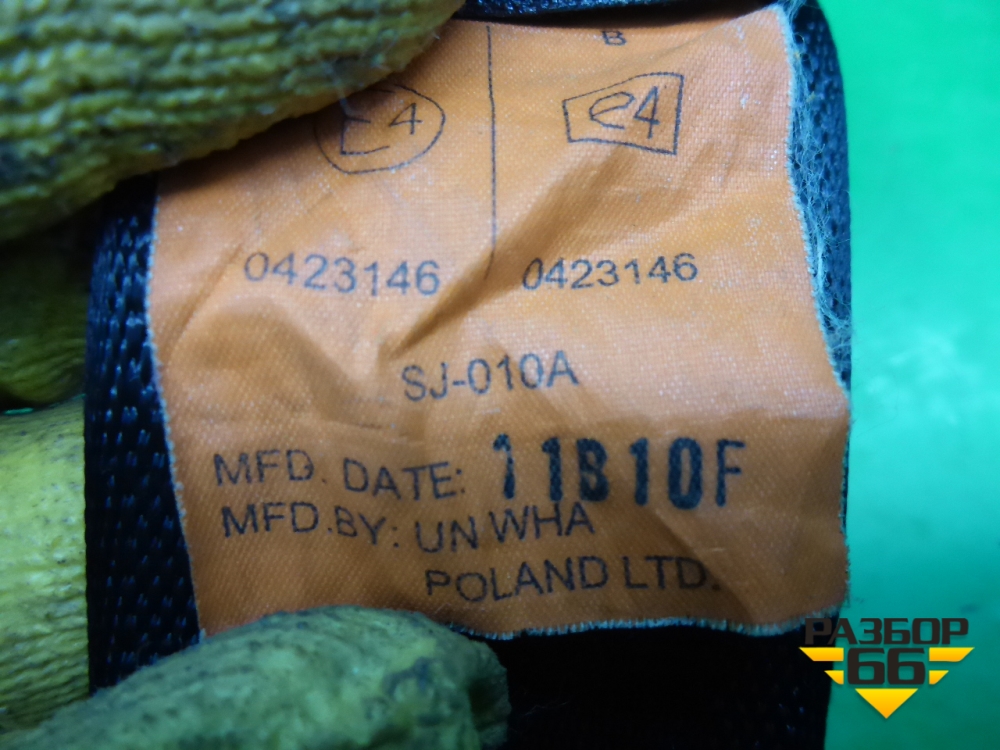 B
E4 e4
0423146 0423146
SJ-010A
MFD. DATE: 11B10F
MFD.BY: UN WHA
POLAND LTD.
РАЗБОР
66